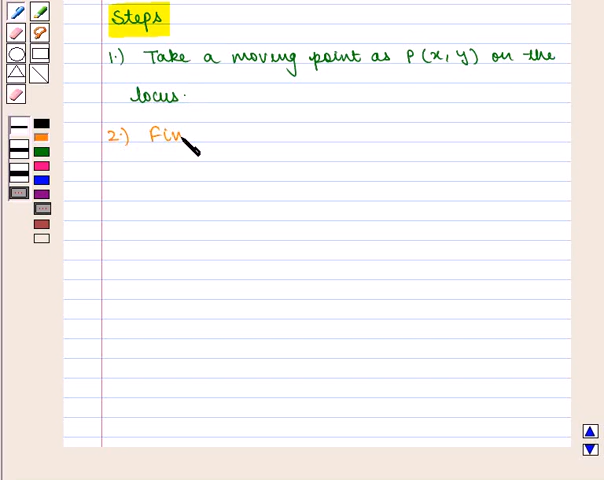 Steps
1.) Take a moving point as P(x, y) on the
locus.
2.) Fin